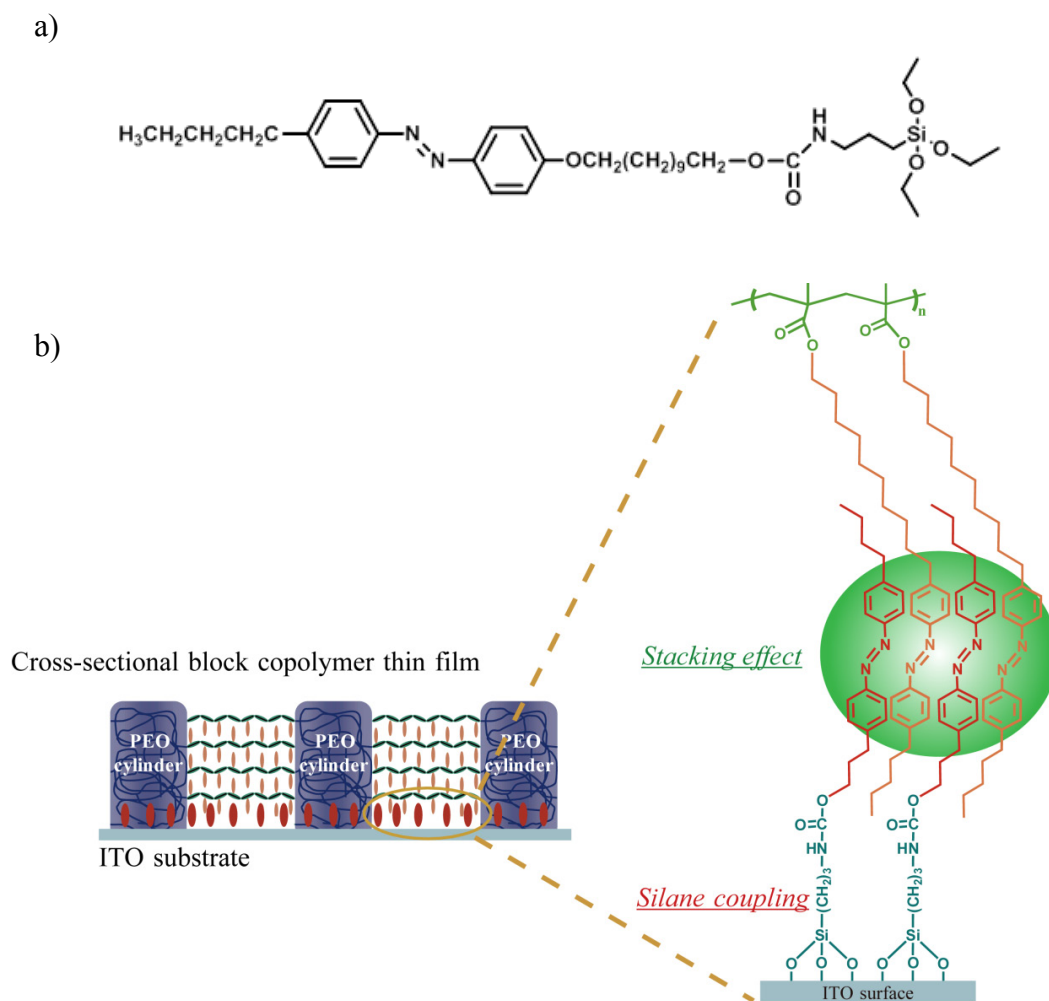 a)
H3CH2CH2CH2C
N
N
OCH2(CH2)9CH2
O
O
H
N
O
Si
O
O
b)
n
O
O
O
O
N
N
N
N
N
N
N
N
Stacking effect
Cross-sectional block copolymer thin film
PEO
cylinder
PEO
cylinder
PEO
cylinder
ITO substrate
O
O
O
O
HN
HN
(CH2)3
(CH2)3
Silane coupling
Si
Si
O
O
O
O
O
O
ITO surface